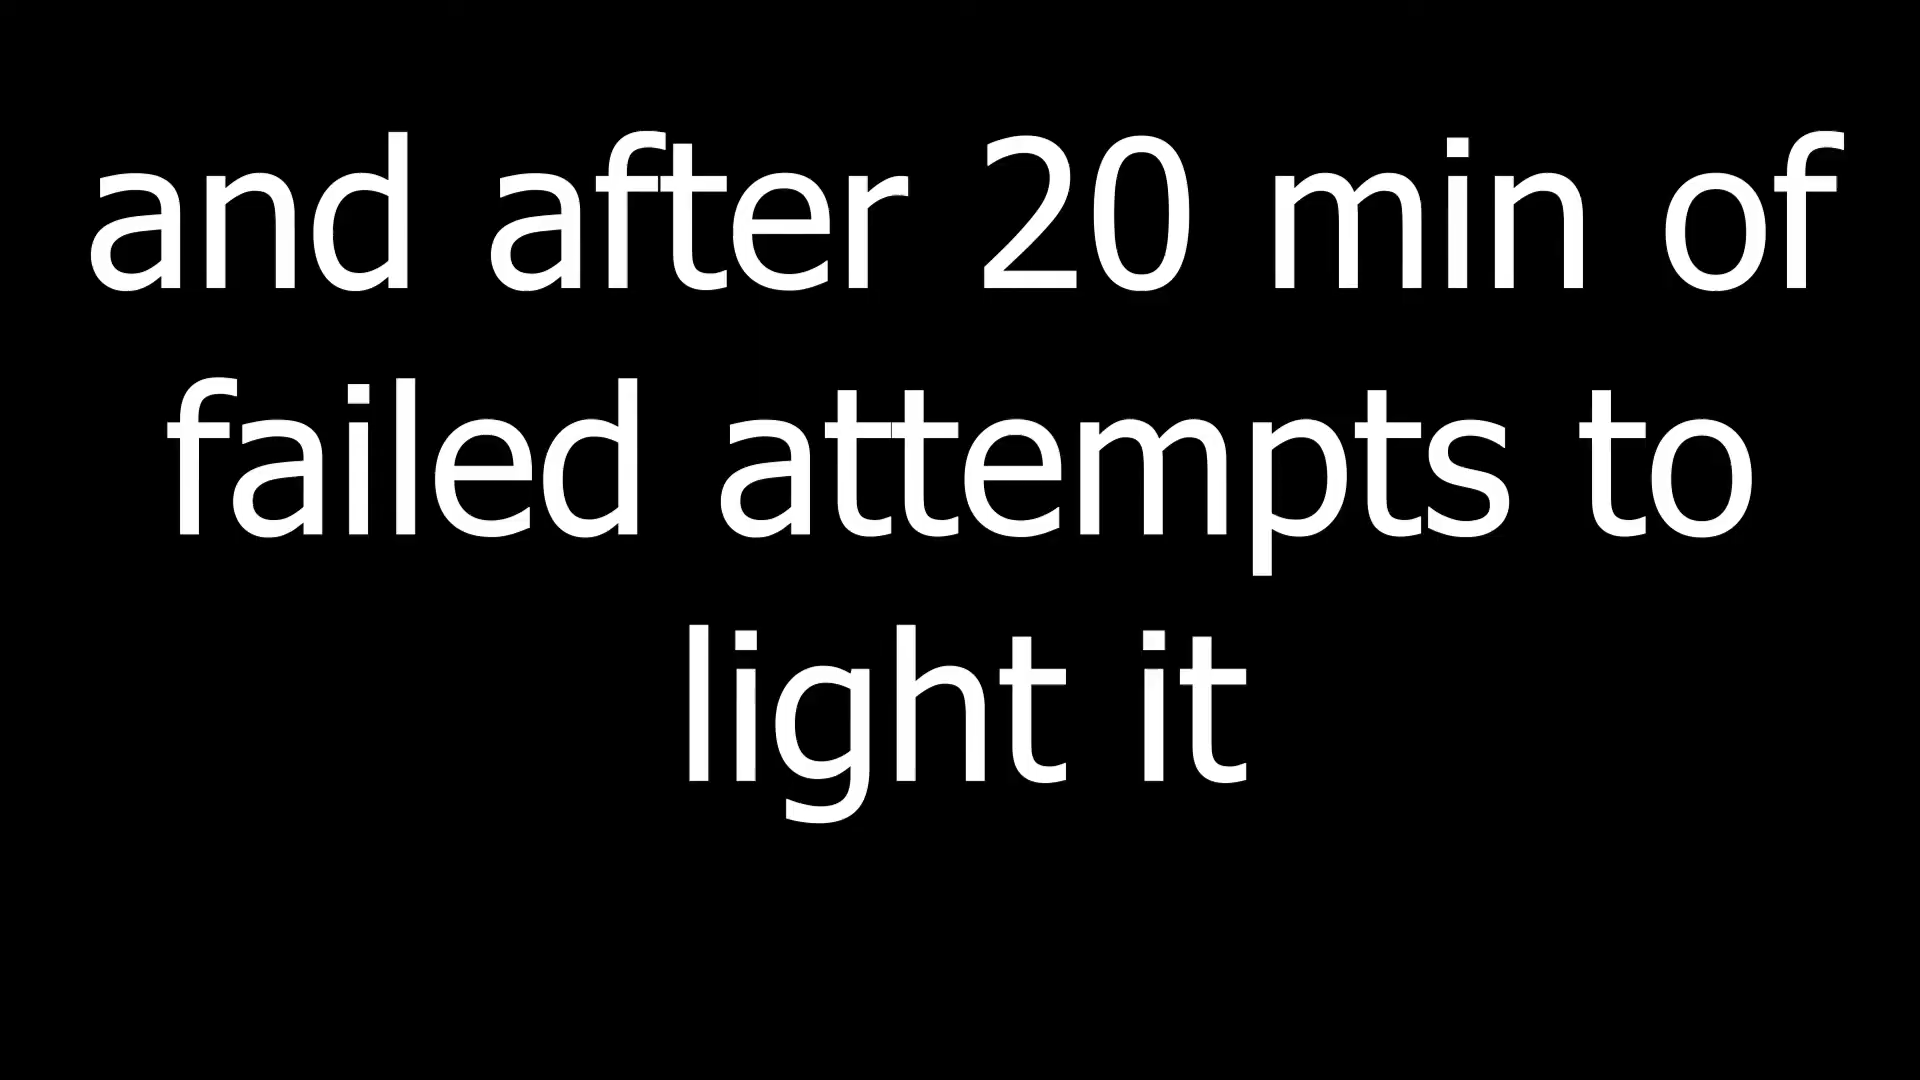 and after 20 min of
failed attempts to
light it